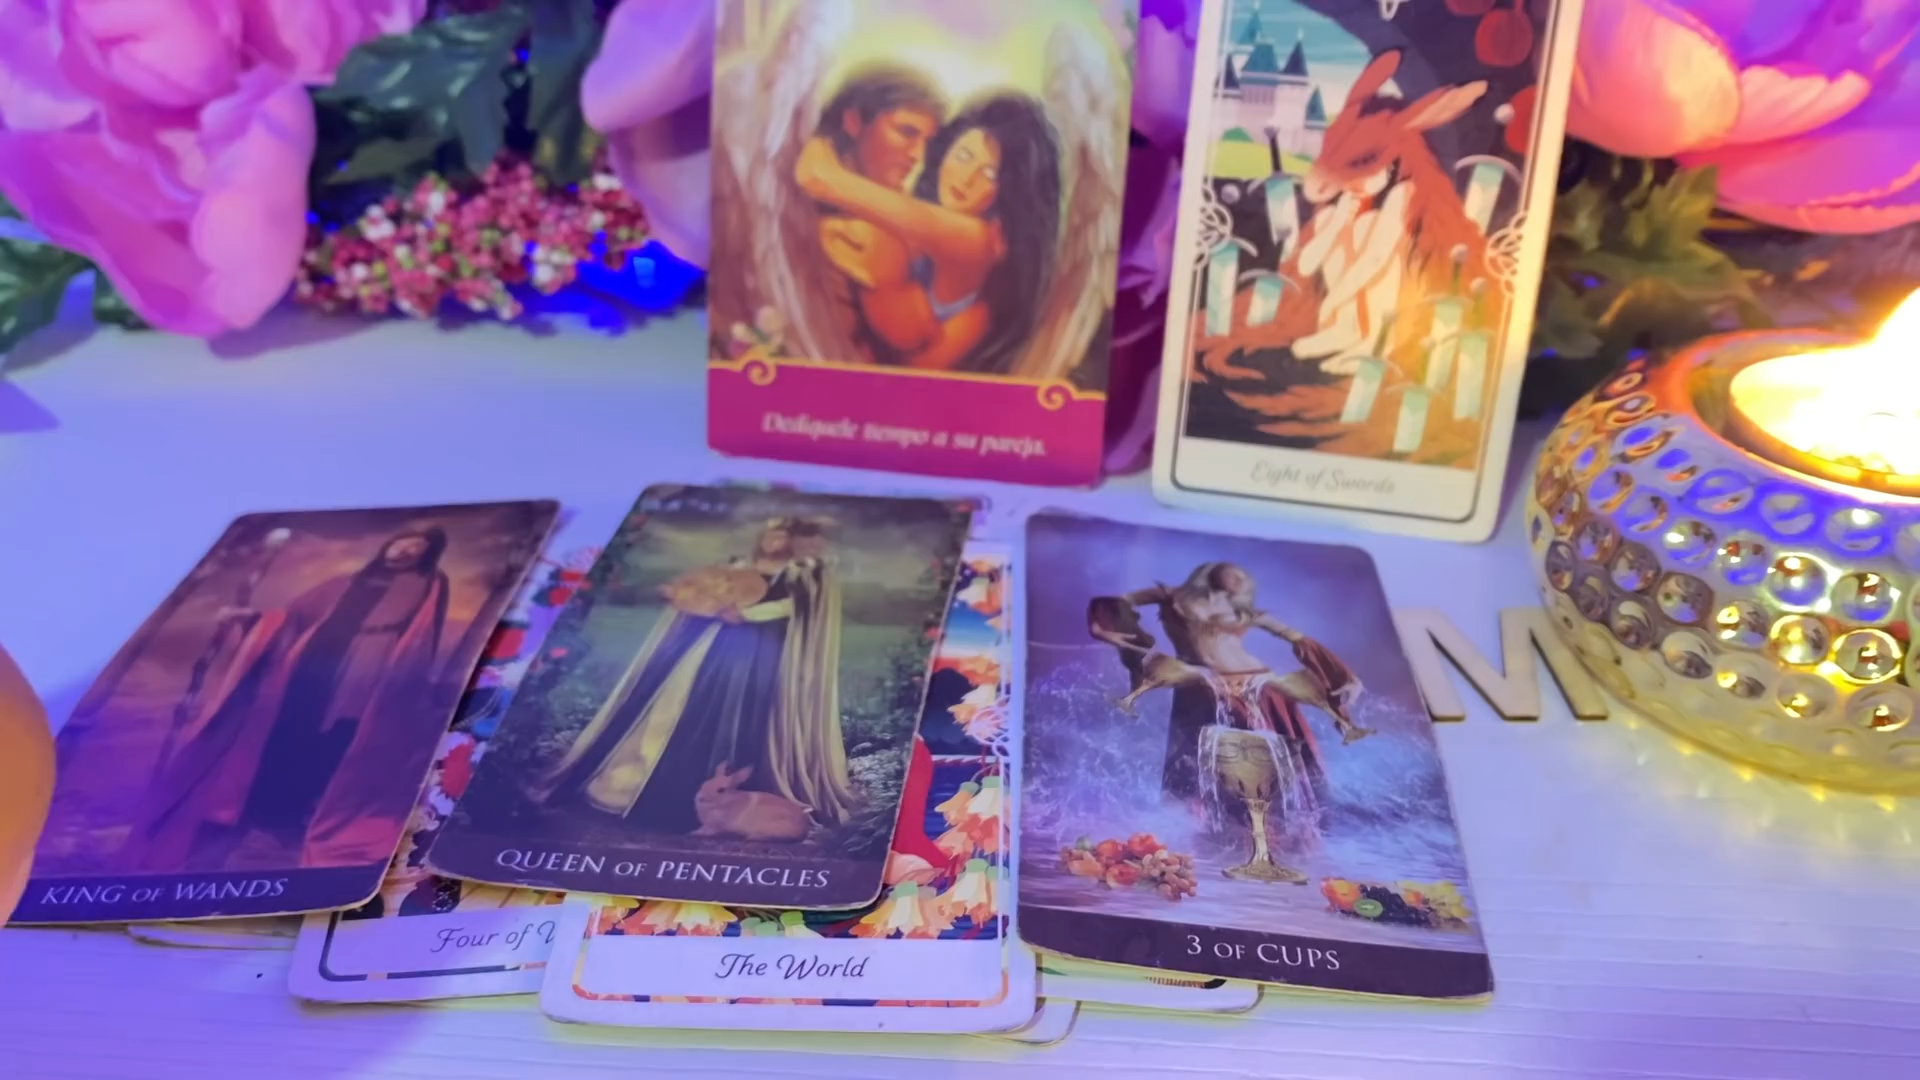 Dedíquele tiempo a su pareja.
Eight of Swords
KING OF WANDS
QUEEN OF PENTACLES
3 OF CUPS
Four of
The World
M